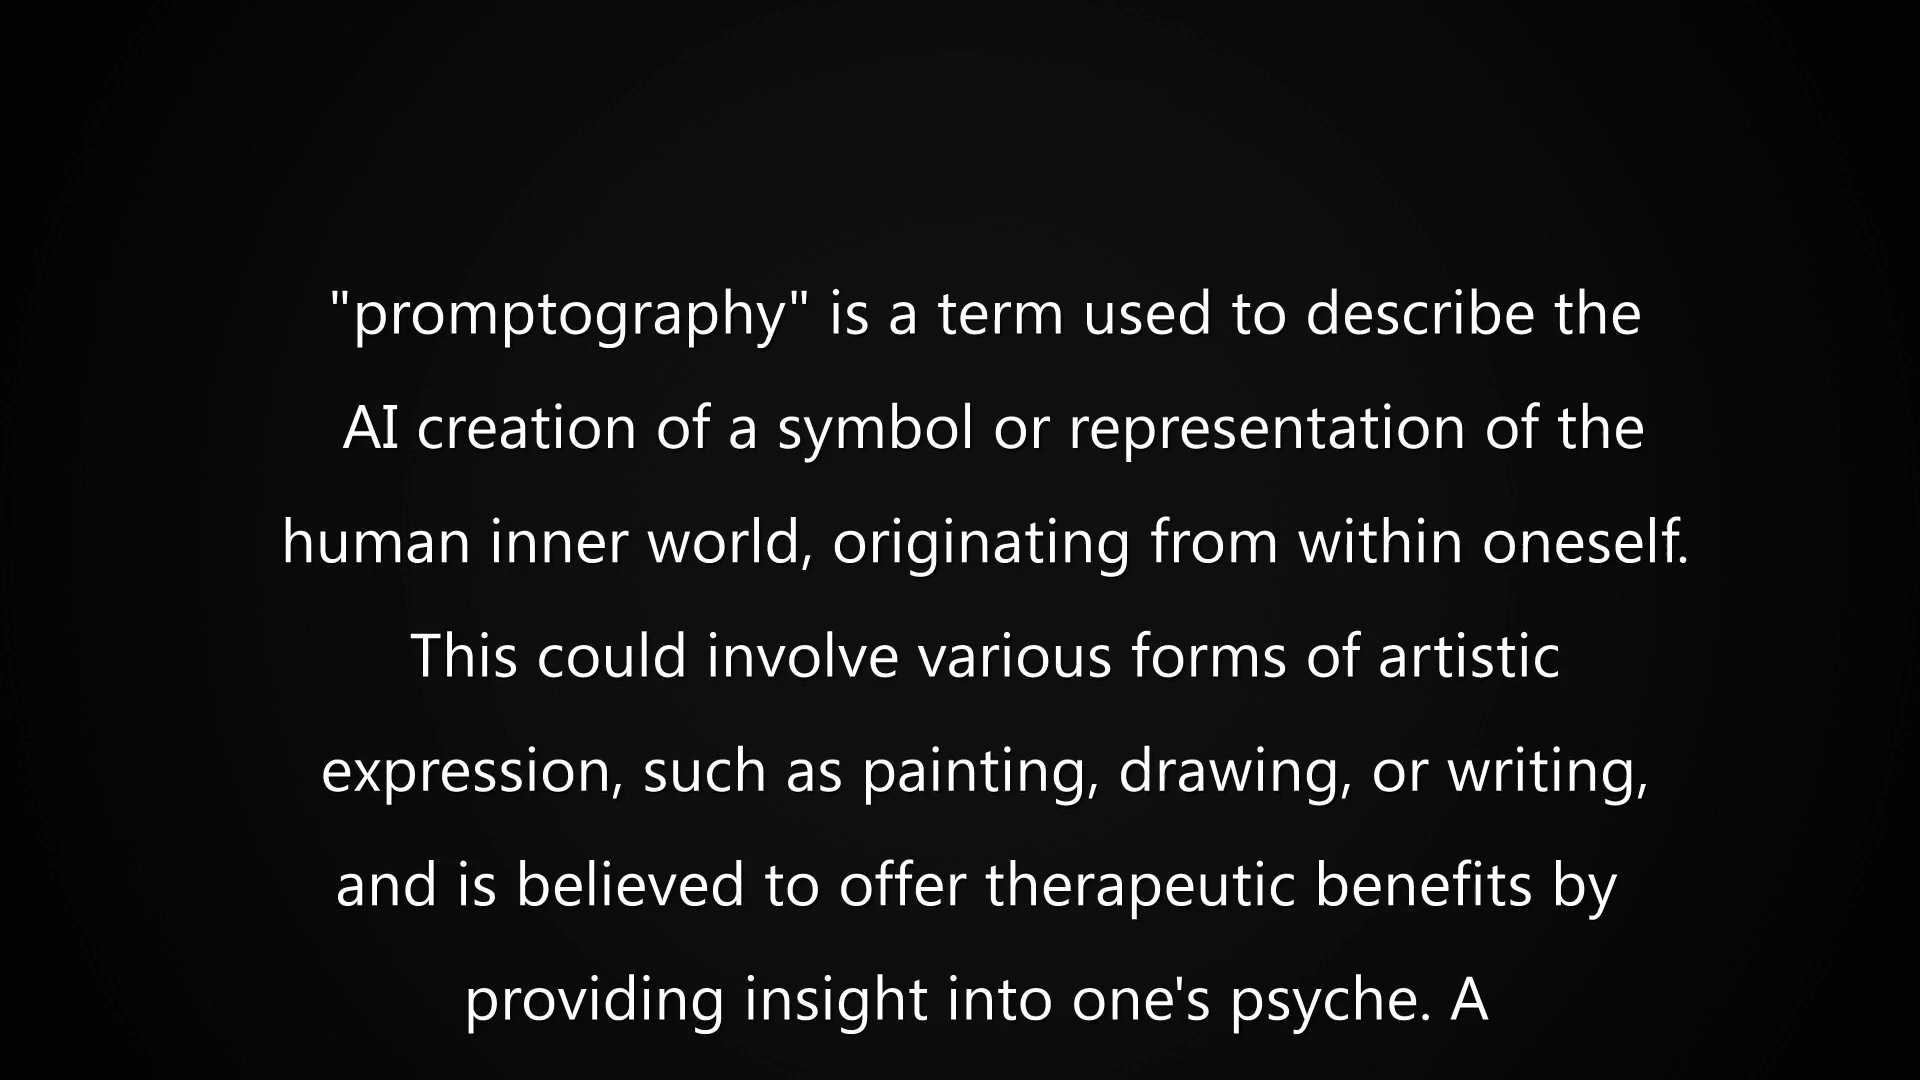 "promptography" is a term used to describe the
AI creation of a symbol or representation of the
human inner world, originating from within oneself.
This could involve various forms of artistic
expression, such as painting, drawing, or writing,
and is believed to offer therapeutic benefits by
providing insight into one's psyche. A